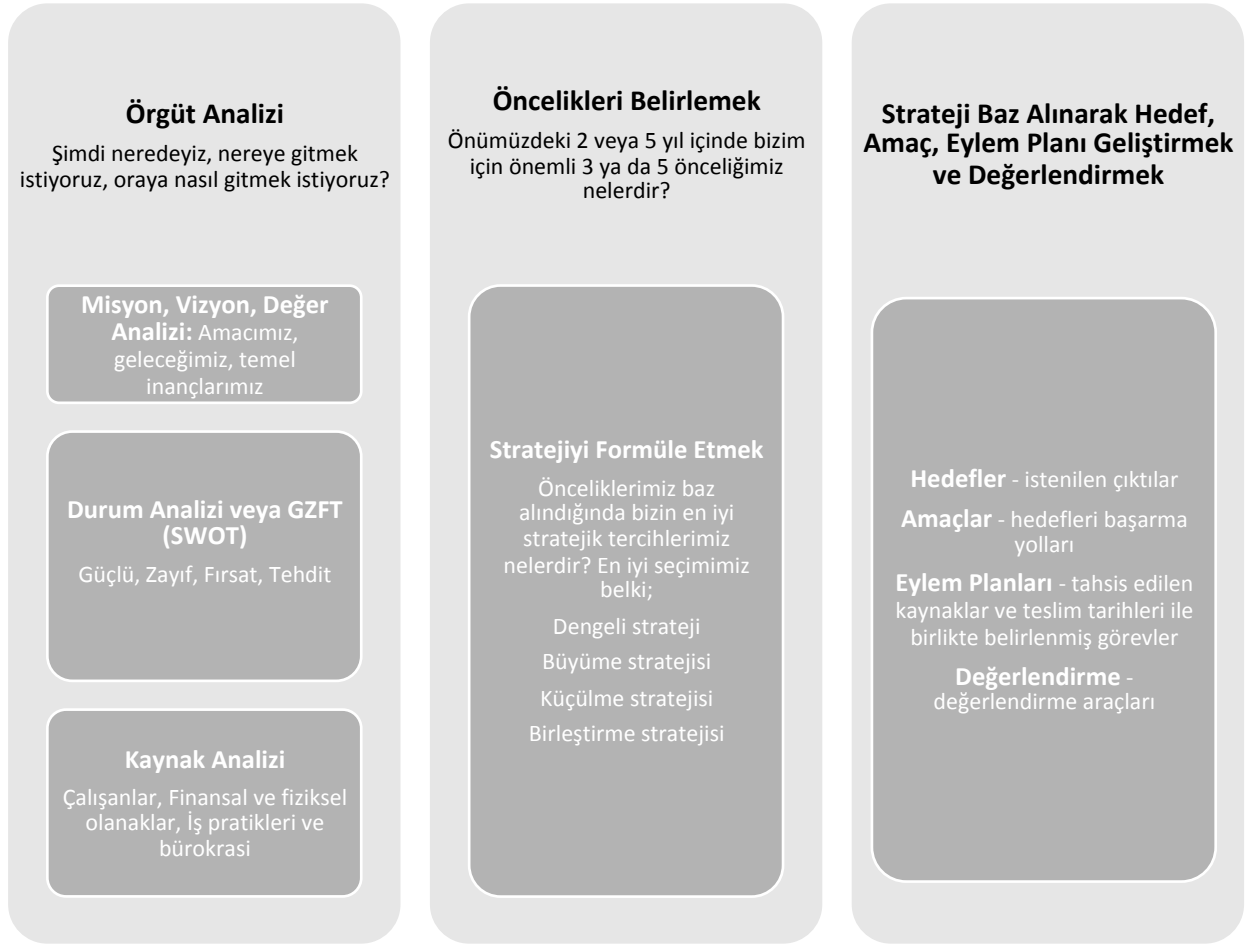 Örgüt Analizi
Şimdi neredeyiz, nereye gitmek
istiyoruz, oraya nasıl gitmek istiyoruz?
Misyon, Vizyon, Değer
Analizi: Amacımız,
geleceğimiz, temel
inançlarımız
Durum Analizi veya GZFT
(SWOT)
Güçlü, Zayıf, Fırsat, Tehdit
Kaynak Analizi
Çalışanlar, Finansal ve fiziksel
olanaklar, İş pratikleri ve
bürokrasi
Öncelikleri Belirlemek
Önümüzdeki 2 veya 5 yıl içinde bizim
için önemli 3 ya da 5 önceliğimiz
nelerdir?
Stratejiyi Formüle Etmek
Önceliklerimiz baz
alındığında bizin en iyi
stratejik tercihlerimiz
nelerdir? En iyi seçimimiz
belki;
Dengeli strateji
Büyüme stratejisi
Küçülme stratejisi
Birleştirme stratejisi
Strateji Baz Alınarak Hedef,
Amaç, Eylem Planı Geliştirmek
ve Değerlendirmek
Hedefler - istenilen çıktılar
Amaçlar - hedefleri başarma
yolları
Eylem Planları - tahsis edilen
kaynaklar ve teslim tarihleri ile
birlikte belirlenmiş görevler
Değerlendirme -
değerlendirme araçları